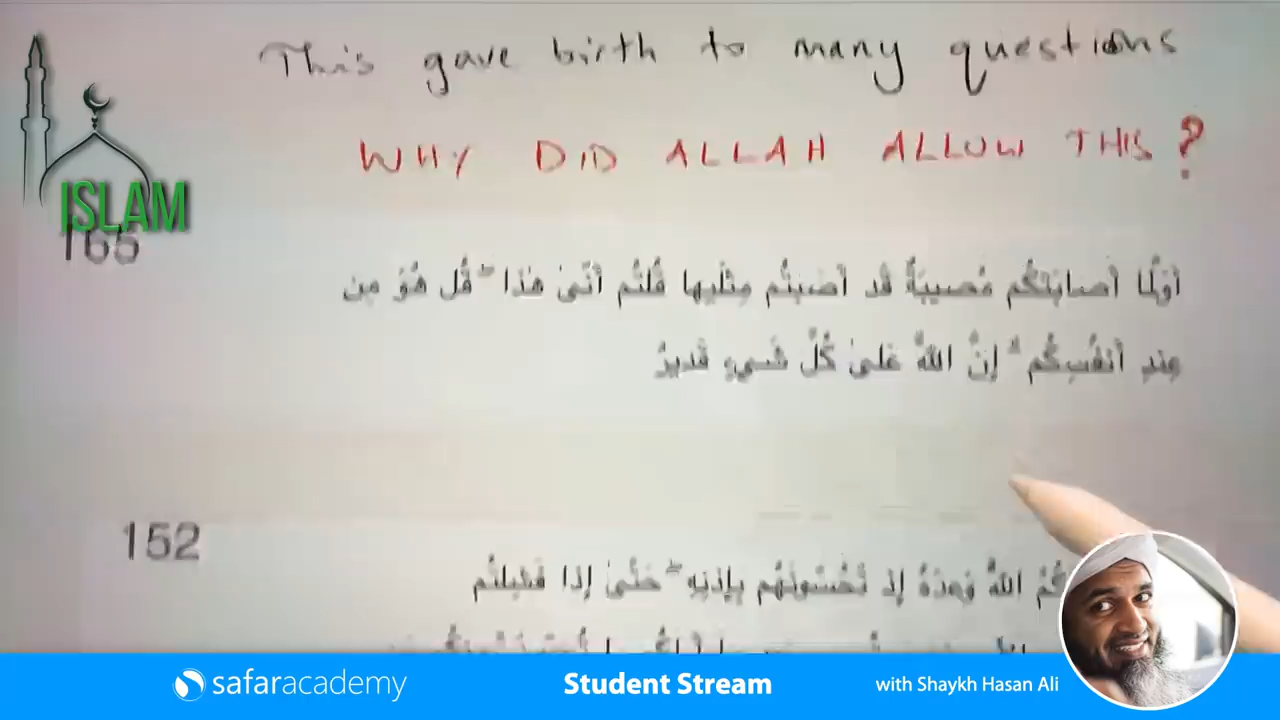 This gave birth to many questions
WHY DID ALLAH ALLOW THIS?
ISLAM
165
أَوَلَمَّا أَصَابَتْكُم مُّصِيبَةٌ قَدْ أَصَبْتُم مِّثْلَيْهَا قُلْتُمْ أَنَّىٰ هَٰذَا ۖ قُلْ هُوَ مِنْ
عِندِ أَنفُسِكُمْ ۗ إِنَّ اللَّهَ عَلَىٰ كُلِّ شَيْءٍ قَدِيرٌ
152
اللَّهُ وَعْدَهُ إِذْ تَحُسُّونَهُم بِإِذْنِهِ ۖ حَتَّىٰ إِذَا فَشِلْتُمْ
safaracademy
Student Stream
with Shaykh Hasan Ali